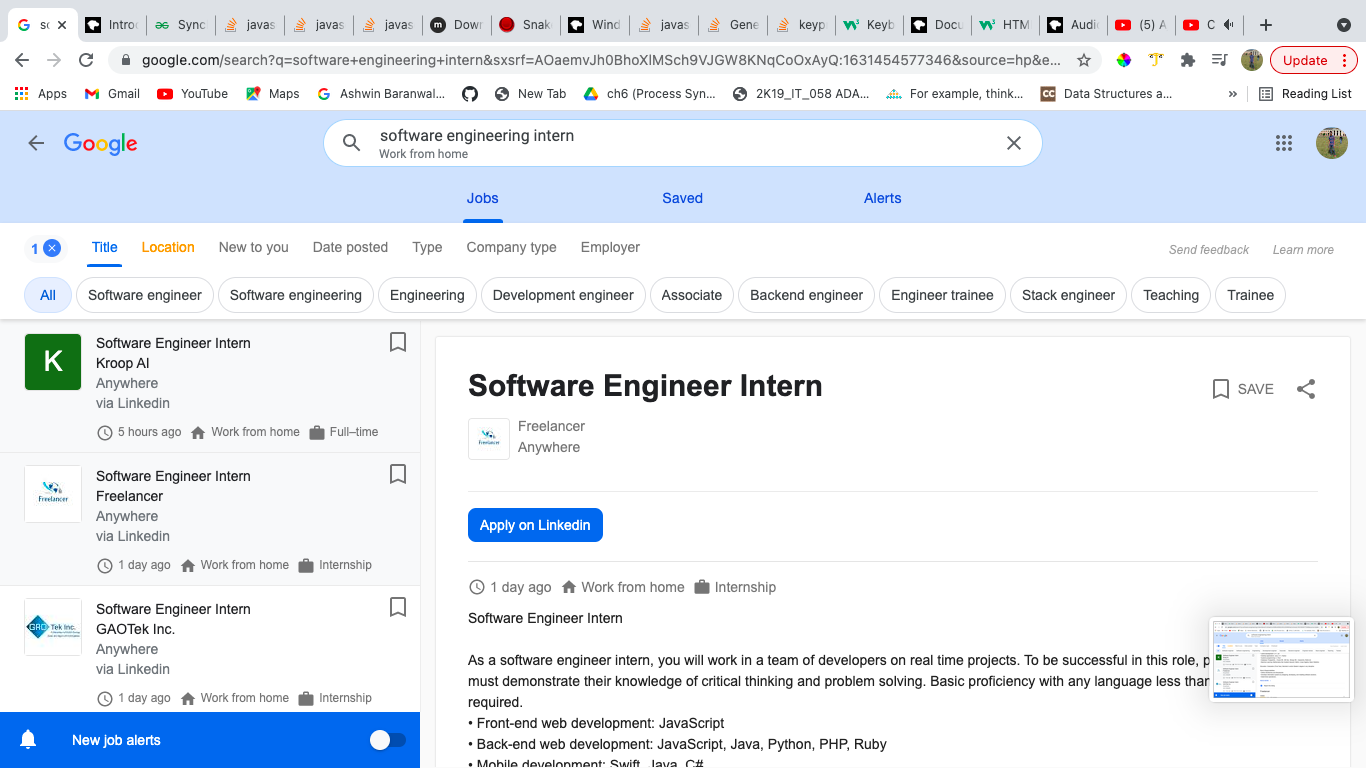 sc
Introc
Sync
javas
javas
javas
Dow
Snak
Wind
javas
Gene
keyp
Keyb
Docu
HTM
Audi
(5) A
C
google.com/search?q=software+engineering+intern&sxsrf=AOaemvJh0BhoXlMSch9VJGW8KNqCoOxAyQ:1631454577346&source=hp&e...
Update
Apps
Gmail
YouTube
Maps
Ashwin Baranwal...
New Tab
ch6 (Process Syn...
2K19_IT_058 ADA...
For example, think...
CC
Data Structures a...
»
Reading List
Google
software engineering intern
Work from home
Jobs
Saved
Alerts
1
Title
Location
New to you
Date posted
Type
Company type
Employer
Send feedback
Learn more
All
Software engineer
Software engineering
Engineering
Development engineer
Associate
Backend engineer
Engineer trainee
Stack engineer
Teaching
Trainee
K
Software Engineer Intern
Kroop AI
Anywhere
via Linkedin
5 hours ago
Work from home
Full–time
Freelancer
Software Engineer Intern
Freelancer
Anywhere
via Linkedin
1 day ago
Work from home
Internship
GAO Tek Inc.
Software Engineer Intern
GAOTek Inc.
Anywhere
via Linkedin
1 day ago
Work from home
Internship
New job alerts
Software Engineer Intern
SAVE
Freelancer
Freelancer
Anywhere
Apply on Linkedin
1 day ago
Work from home
Internship
Software Engineer Intern
As a software engineer intern, you will work in a team of developers on real time projects. To be successful in this role,
must demonstrate their knowledge of critical thinking and problem solving. Basic proficiency with any language less
required.
• Front-end web development: JavaScript
• Back-end web development: JavaScript, Java, Python, PHP, Ruby
• Mobile development: Swift, Java, C#